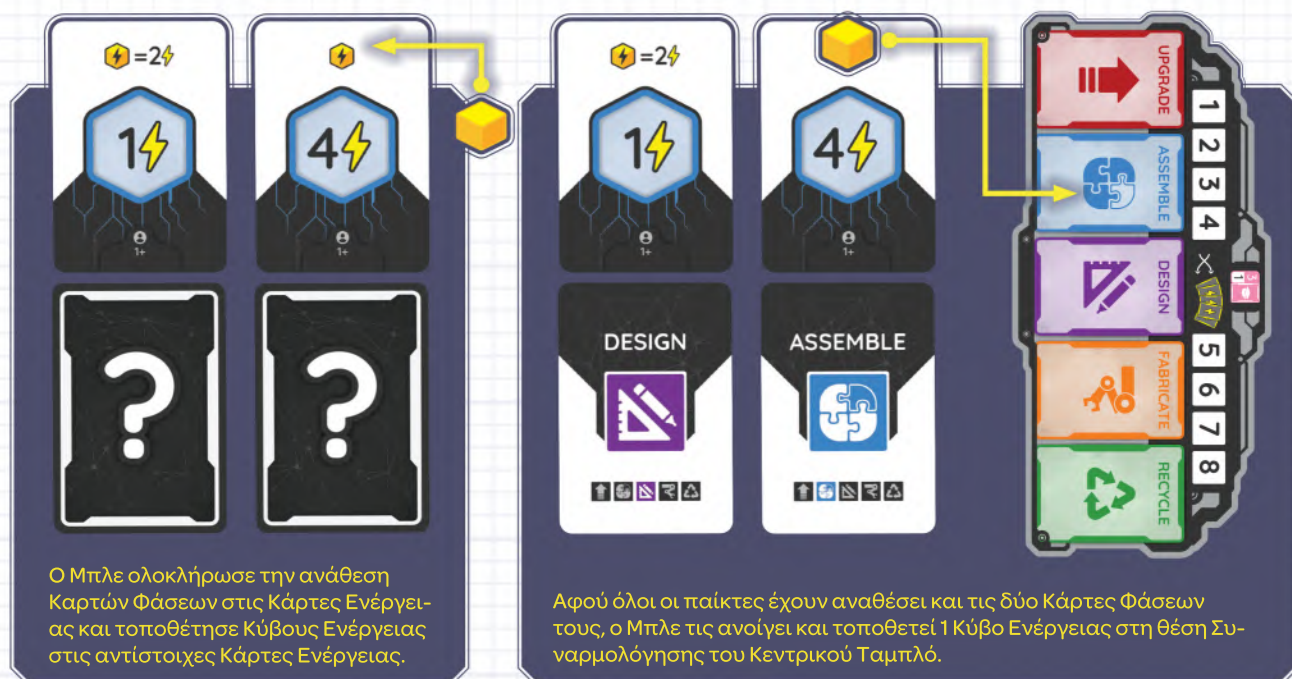 =2
1
1+
4
1+
?
?
Ο Μπλε ολοκλήρωσε την ανάθεση
Καρτών Φάσεων στις Κάρτες Ενέργει-
ας και τοποθέτησε Κύβους Ενέργειας
στις αντίστοιχες Κάρτες Ενέργειας.
=2
1
1+
4
1+
DESIGN
ASSEMBLE
UPGRADE
ASSEMBLE
DESIGN
FABRICATE
RECYCLE
1
2
3
4
5
6
7
8
3
1
Αφού όλοι οι παίκτες έχουν αναθέσει και τις δύο Κάρτες Φάσεων
τους, ο Μπλε τις ανοίγει και τοποθετεί 1 Κύβο Ενέργειας στη θέση Συ-
ναρμολόγησης του Κεντρικού Ταμπλό.